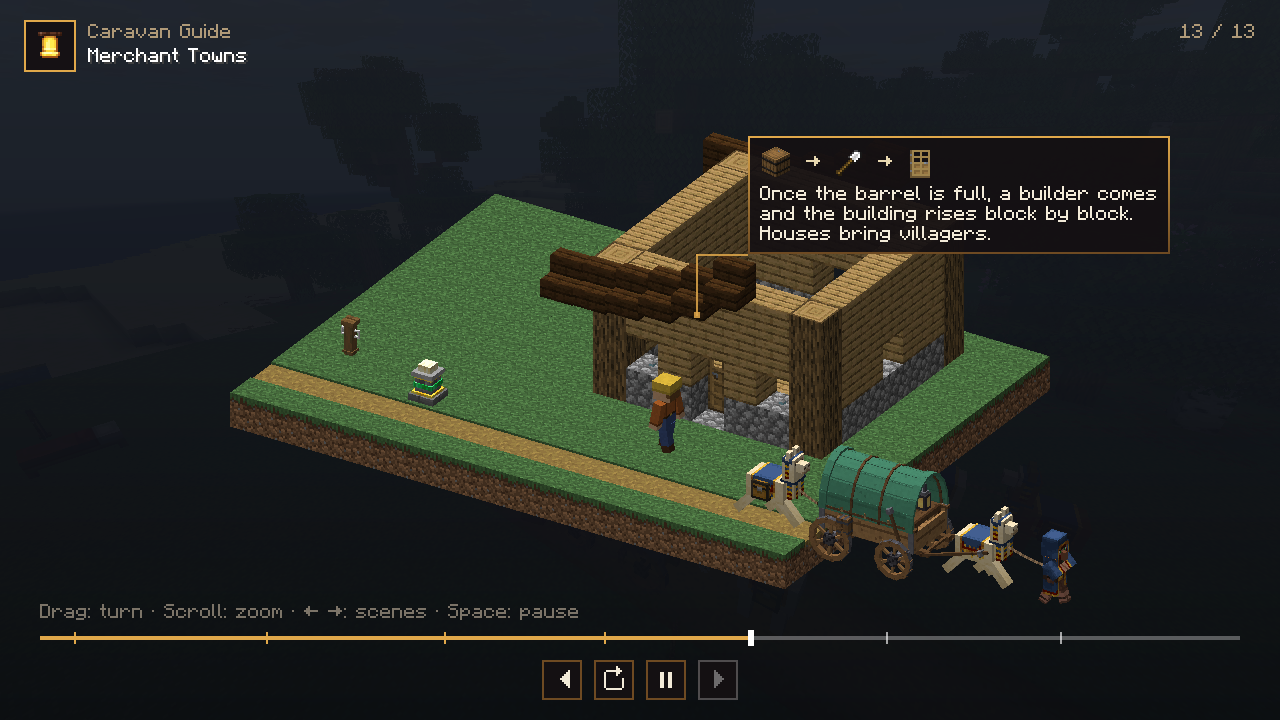 Caravan Guide
Merchant Towns
13 / 13
Once the barrel is full, a builder comes
and the building rises block by block.
Houses bring villagers.
Drag: turn · Scroll: zoom · ← →: scenes · Space: pause